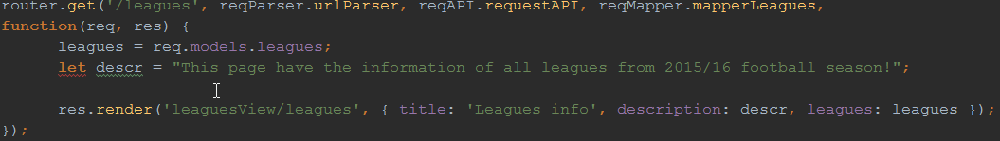 router.get('/leagues', reqParser.urlParser, reqAPI.requestAPI, reqMapper.mapperLeagues,
function(req, res) {
leagues = req.models.leagues;
let descr = "This page have the information of all leagues from 2015/16 football season!";
res.render('leaguesView/leagues', { title: 'Leagues info', description: descr, leagues: leagues });
});